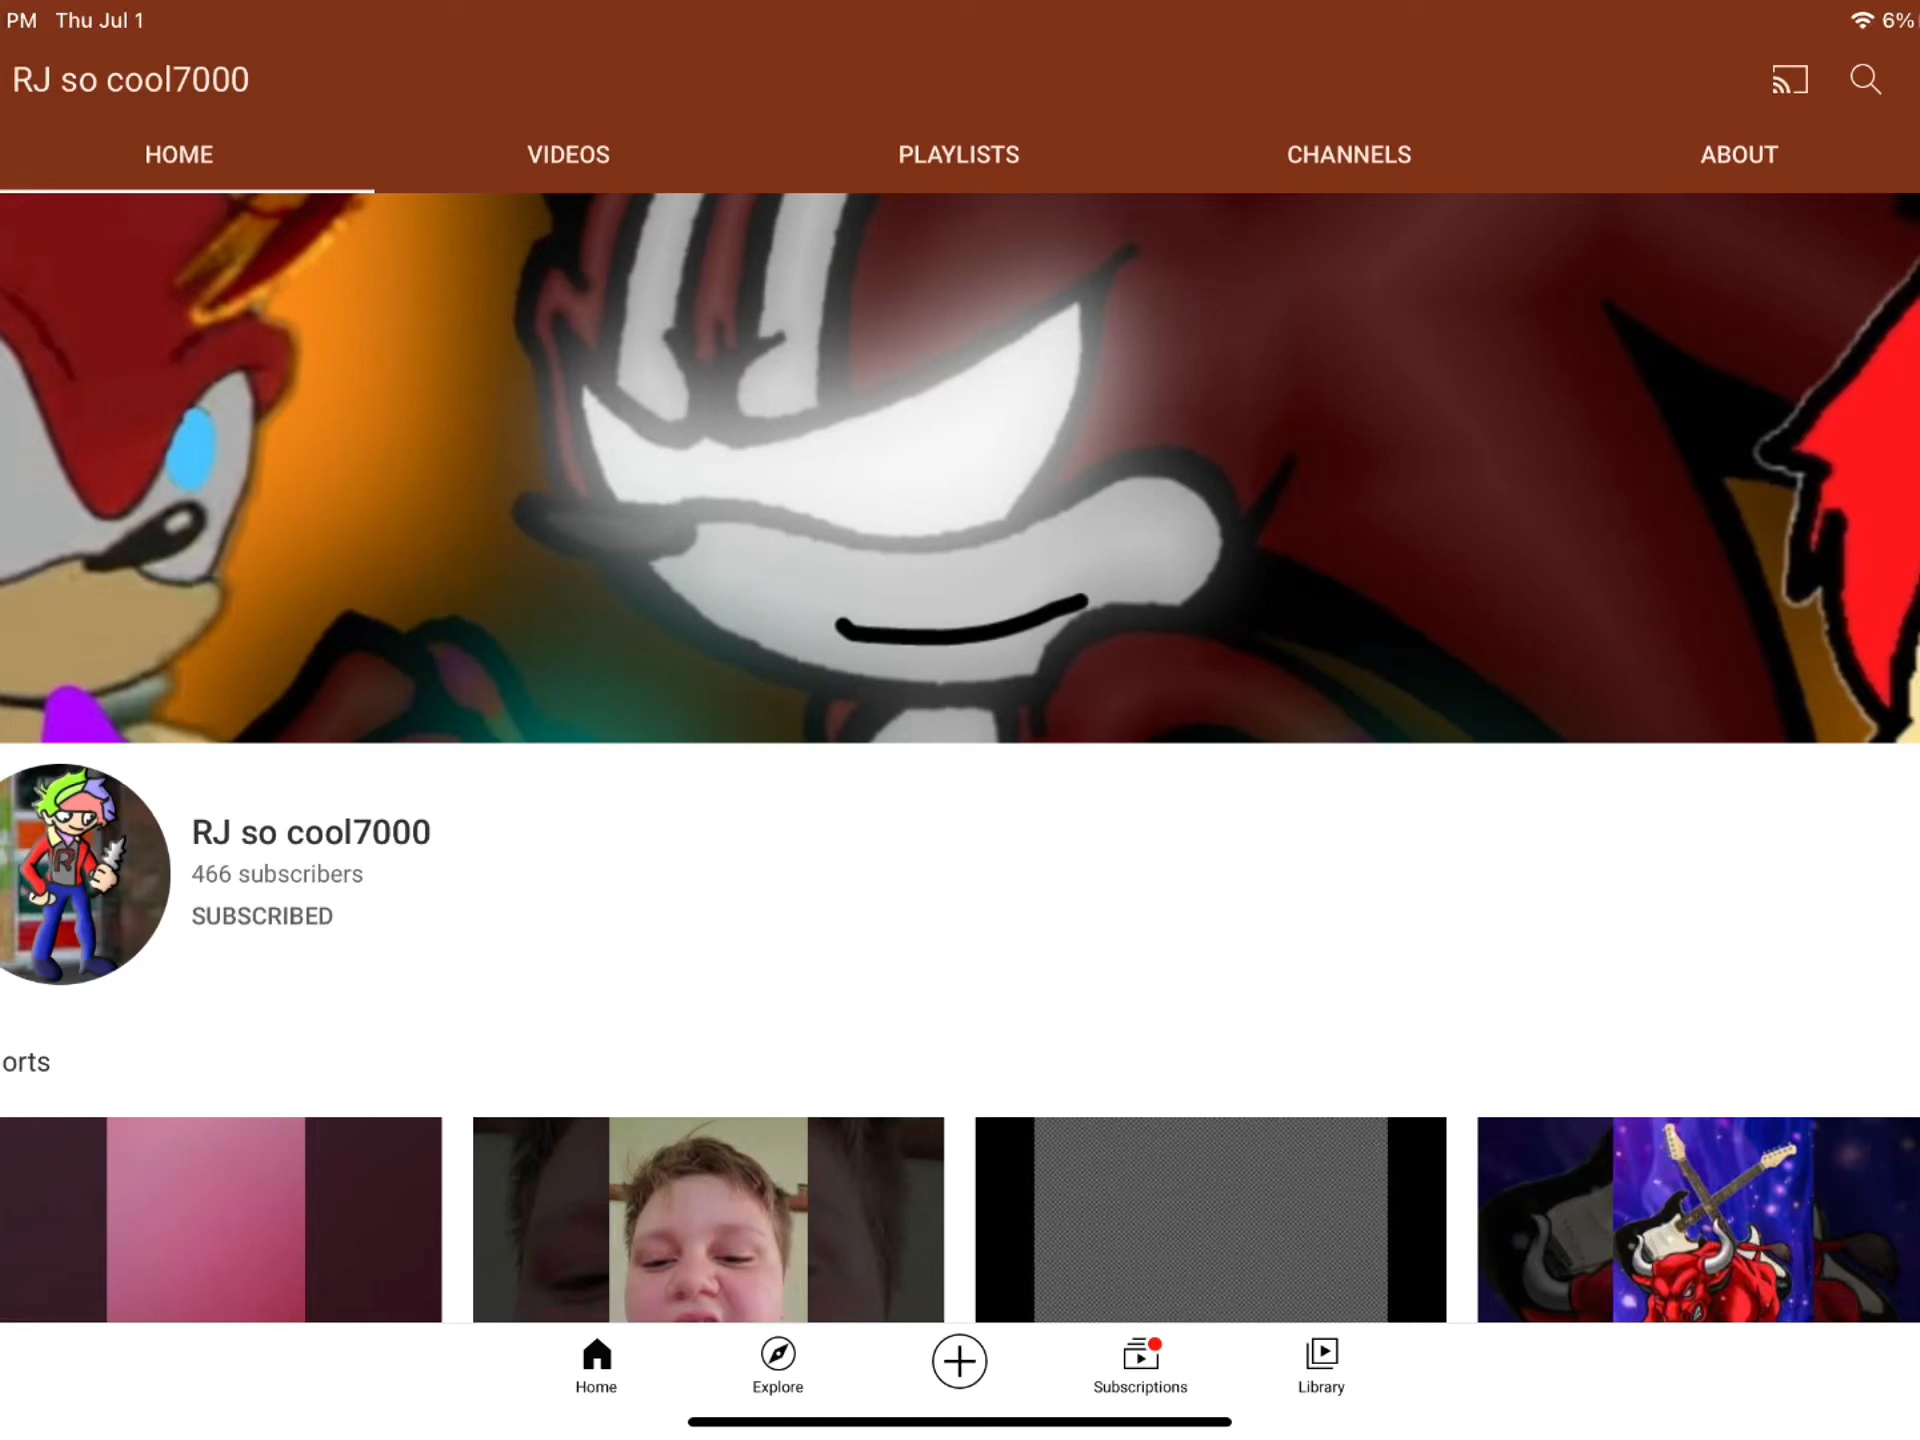 PM Thu Jul 1
6%
RJ so cool7000
HOME VIDEOS PLAYLISTS CHANNELS ABOUT
RJ so cool7000
466 subscribers
SUBSCRIBED
R
orts
Home Explore Subscriptions Library